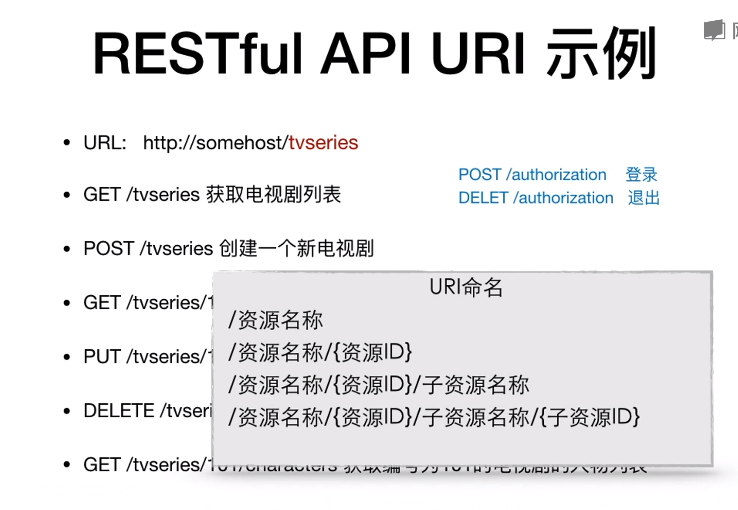 RESTful API URI 示例
URL: http://somehost/tvseries
POST /authorization 登录
GET /tvseries 获取电视剧列表
DELET /authorization 退出
POST /tvseries 创建一个新电视剧
URI命名
GET /tvseries/1
/资源名称
/资源名称/{资源ID}
PUT /tvseries/1
/资源名称/{资源ID}/子资源名称
DELETE /tvseri
/资源名称/{资源ID}/子资源名称/{子资源ID}
GET /tvseries/101/characters 获取编号为101的电视剧的人物列表